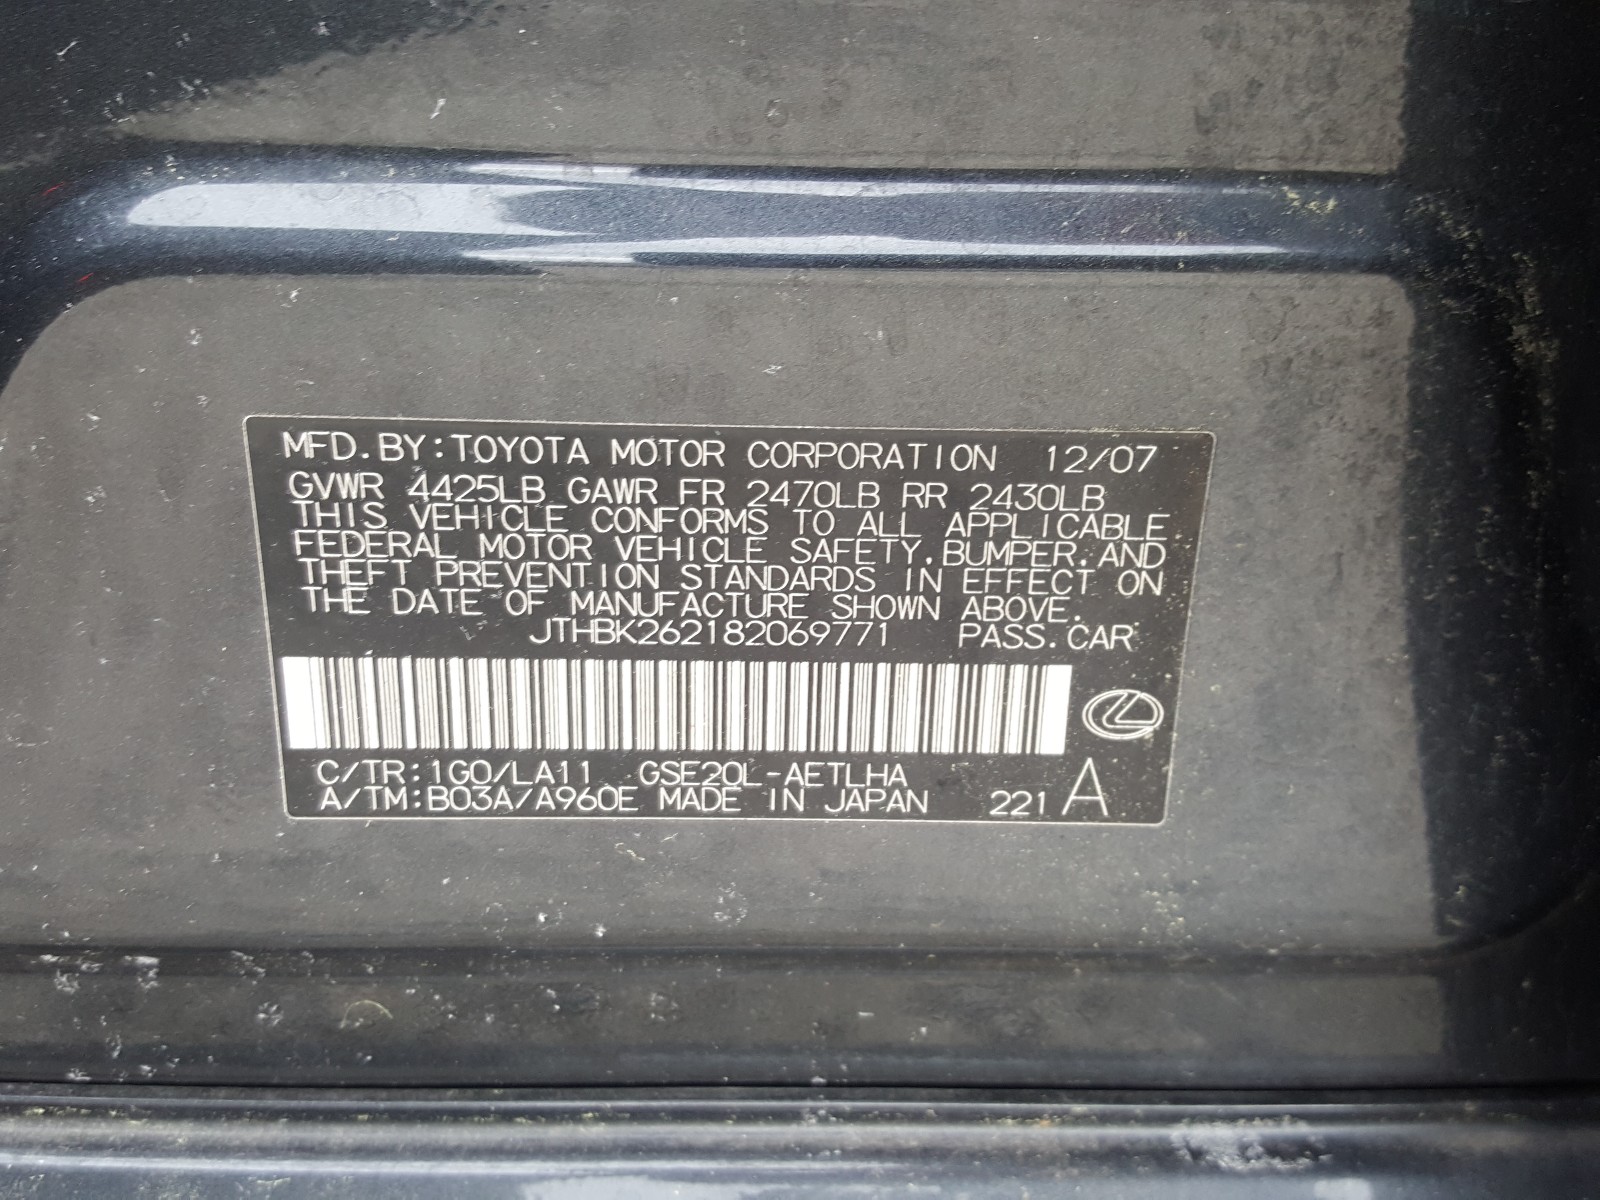 MFD.BY:TOYOTA MOTOR CORPORATION 12/07
GVWR 4425LB GAWR FR 2470LB RR 2430LB
THIS VEHICLE CONFORMS TO ALL APPLICABLE
FEDERAL MOTOR VEHICLE SAFETY,BUMPER,AND
THEFT PREVENTION STANDARDS IN EFFECT ON
THE DATE OF MANUFACTURE SHOWN ABOVE.
JTHBK262182069771 PASS.CAR
C/TR:1G0/LA11 GSE20L-AETLHA
A/TM:B03A/A960E MADE IN JAPAN 221 A